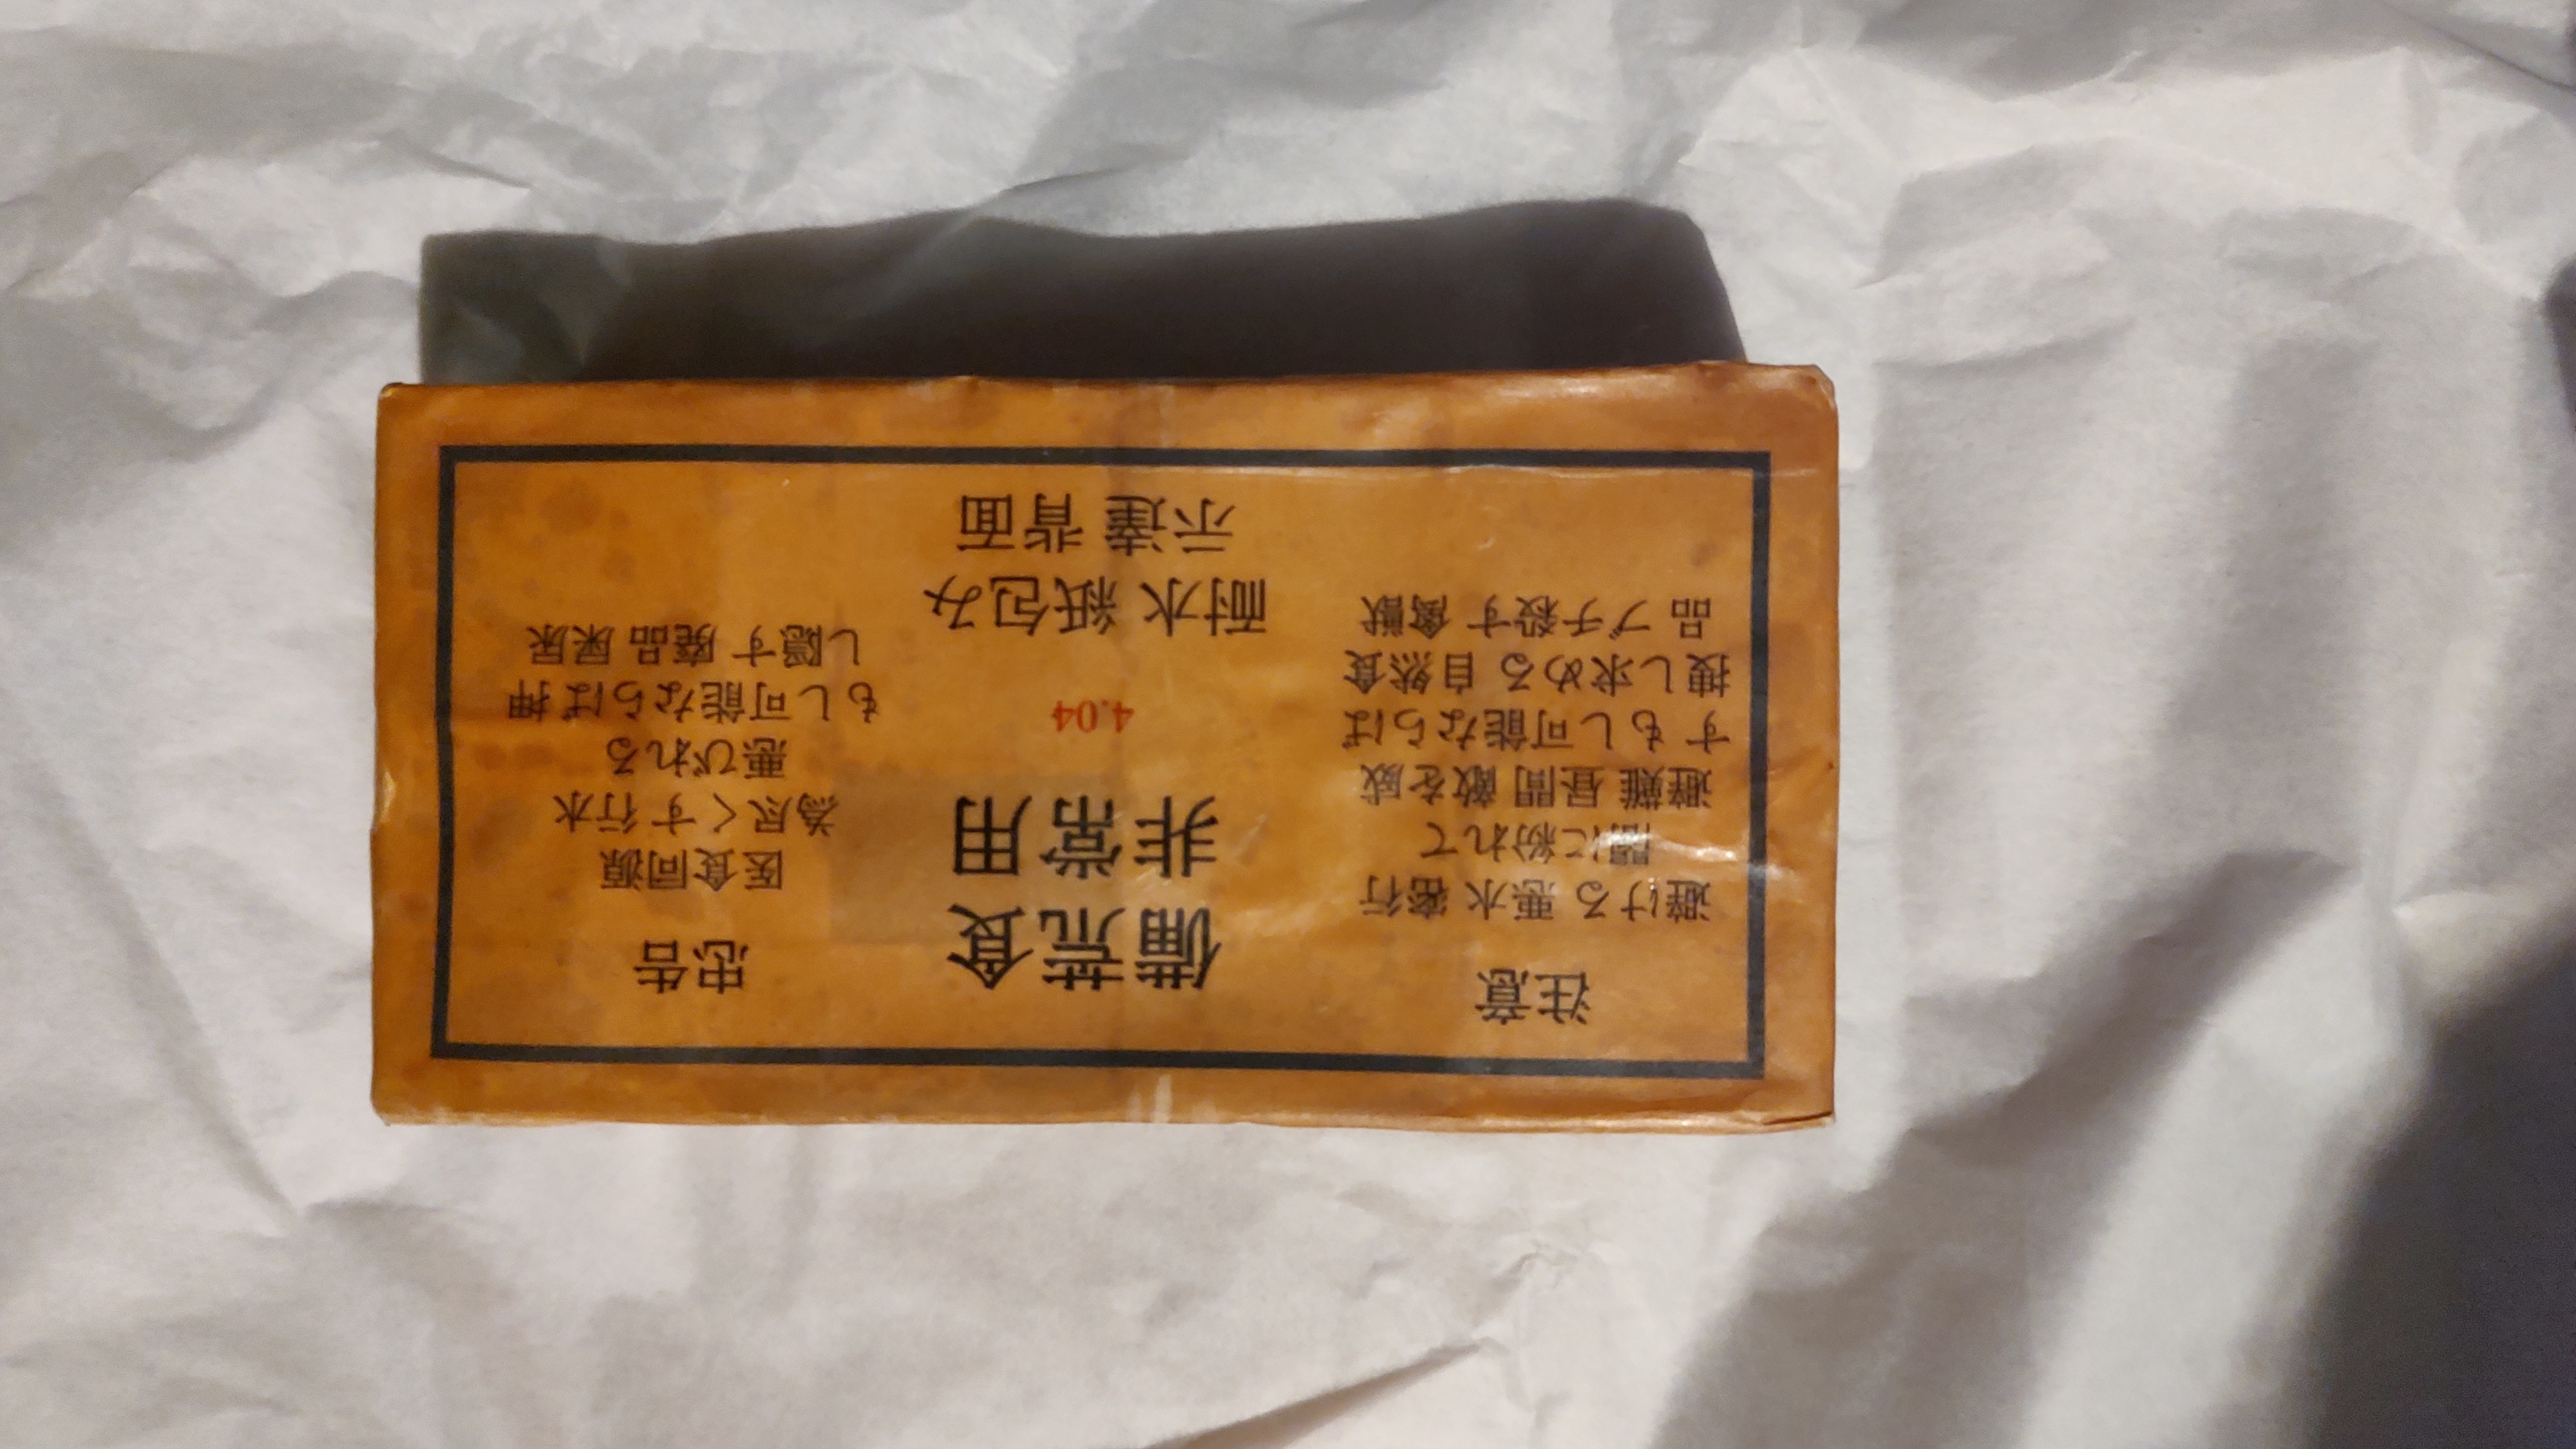 注意
避ける 悪水 密行
闇に紛れて
避難 昼間 敵を威
す もし可能ならば
捜し求める 自然食
品 ブチ殺す 禽獣
備荒食
非常用
4.04
耐水 紙包み
示達 背面
忠告
医食同源
為尽くす 行水
悪びれる
もし可能ならば 押
し隠す 廃品 屎尿